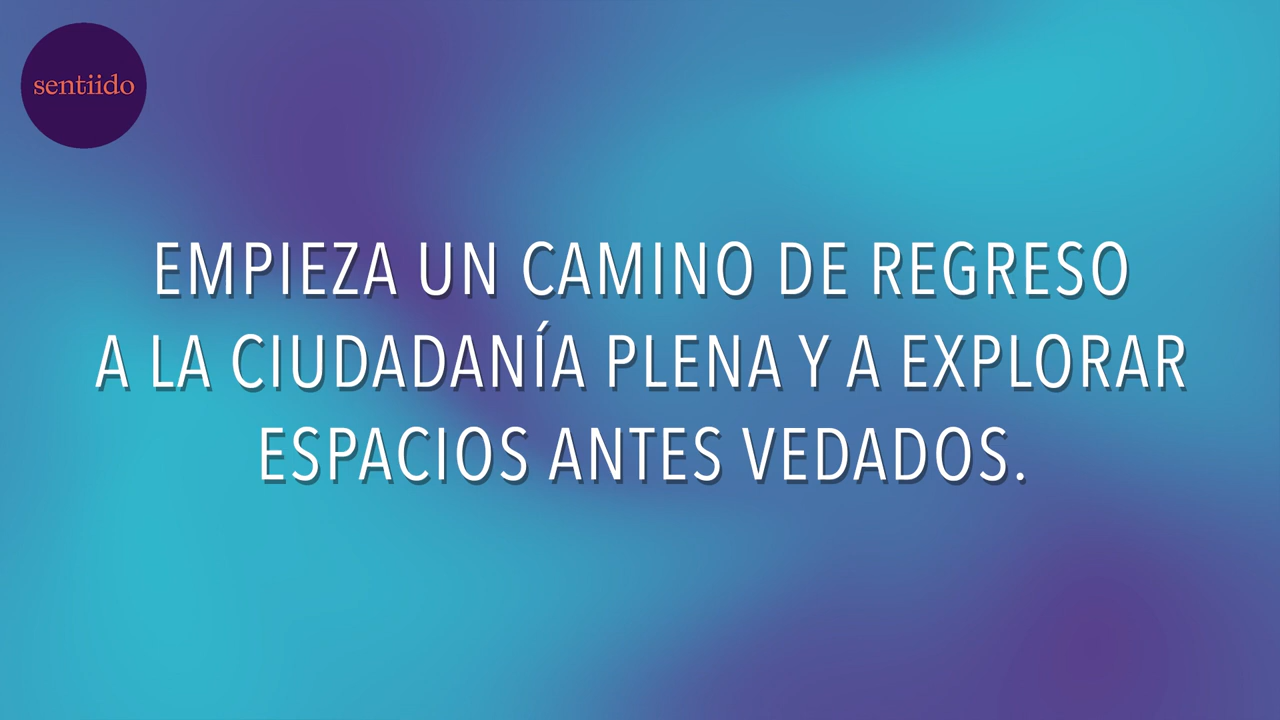 sentiido
EMPIEZA UN CAMINO DE REGRESO
A LA CIUDADANÍA PLENA Y A EXPLORAR
ESPACIOS ANTES VEDADOS.